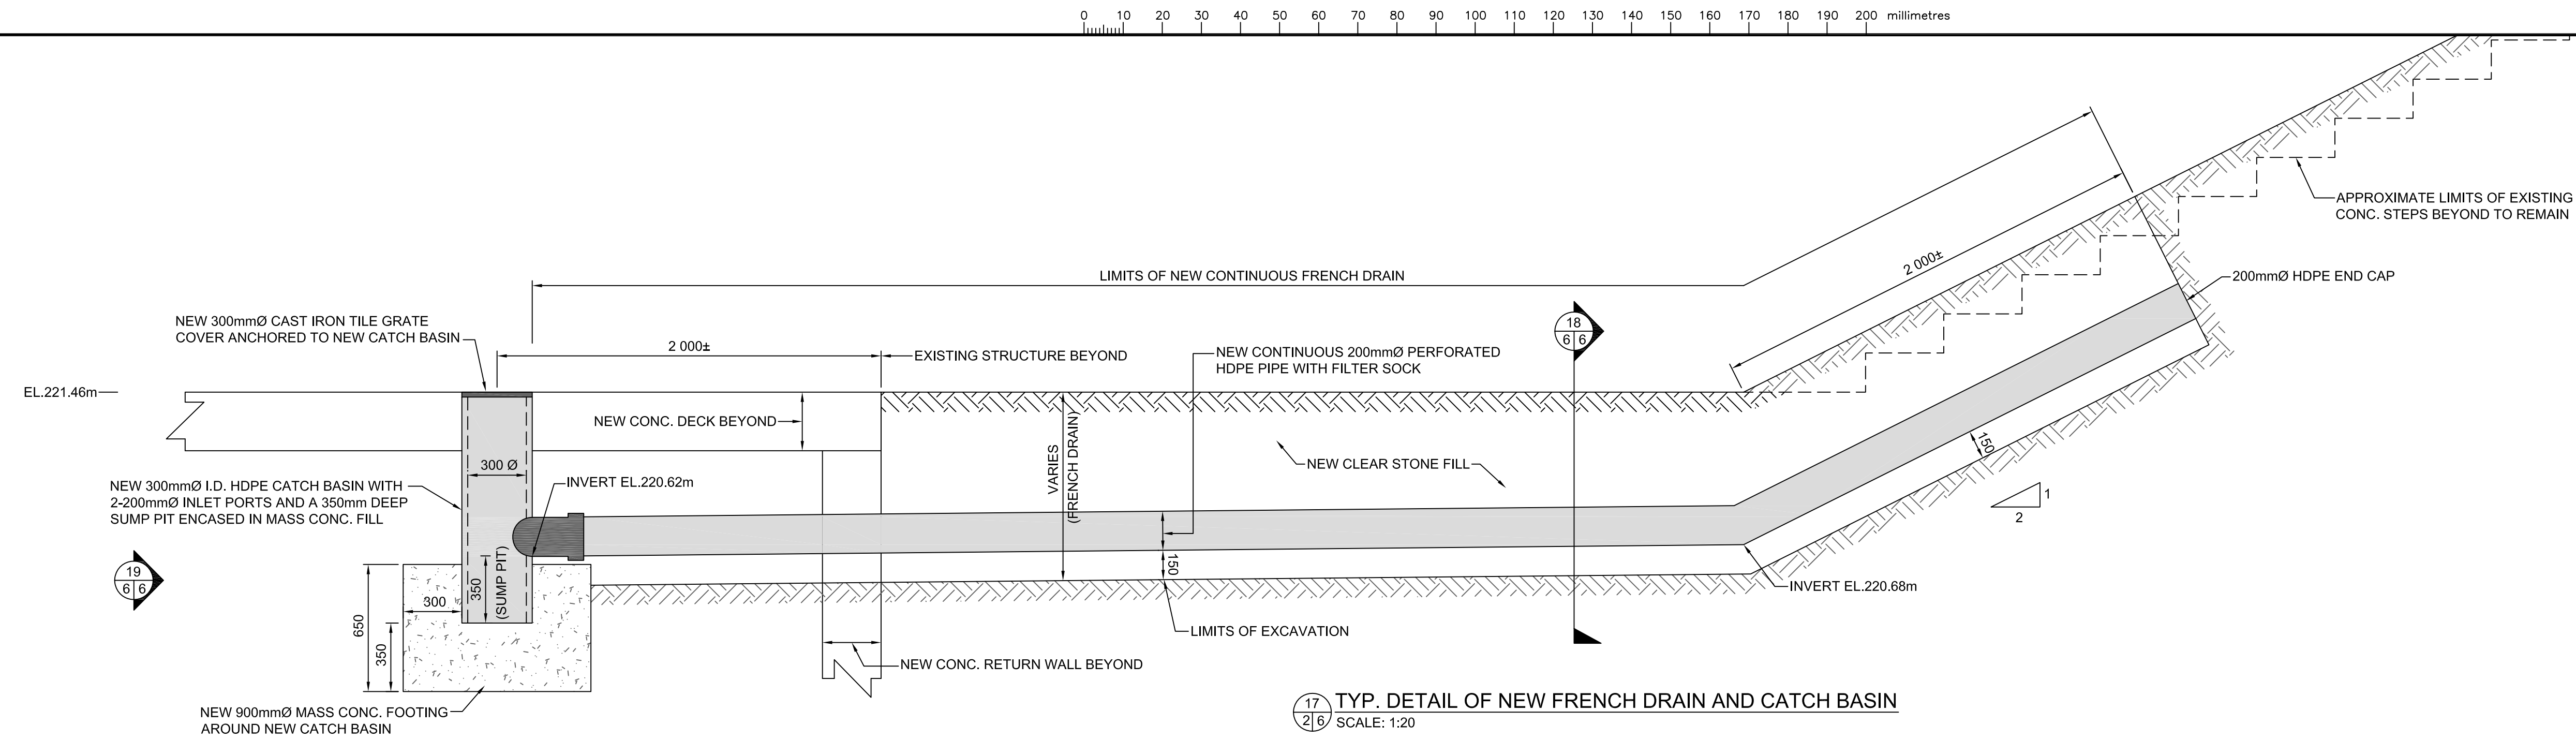 0 10 20 30 40 50 60 70 80 90 100 110 120 130 140 150 160 170 180 190 200 millimetres
APPROXIMATE LIMITS OF EXISTING
CONC. STEPS BEYOND TO REMAIN
2 000±
LIMITS OF NEW CONTINUOUS FRENCH DRAIN
200mmØ HDPE END CAP
NEW 300mmØ CAST IRON TILE GRATE
COVER ANCHORED TO NEW CATCH BASIN
2 000±
EXISTING STRUCTURE BEYOND
NEW CONTINUOUS 200mmØ PERFORATED
HDPE PIPE WITH FILTER SOCK
18
6 6
EL.221.46m
NEW CONC. DECK BEYOND
VARIES
(FRENCH DRAIN)
150
300 Ø
NEW CLEAR STONE FILL
INVERT EL.220.62m
NEW 300mmØ I.D. HDPE CATCH BASIN WITH
2-200mmØ INLET PORTS AND A 350mm DEEP
SUMP PIT ENCASED IN MASS CONC. FILL
1
2
19
6 6
350
(SUMP PIT)
150
INVERT EL.220.68m
300
650
350
LIMITS OF EXCAVATION
NEW CONC. RETURN WALL BEYOND
NEW 900mmØ MASS CONC. FOOTING
AROUND NEW CATCH BASIN
17
2 6
TYP. DETAIL OF NEW FRENCH DRAIN AND CATCH BASIN
SCALE: 1:20